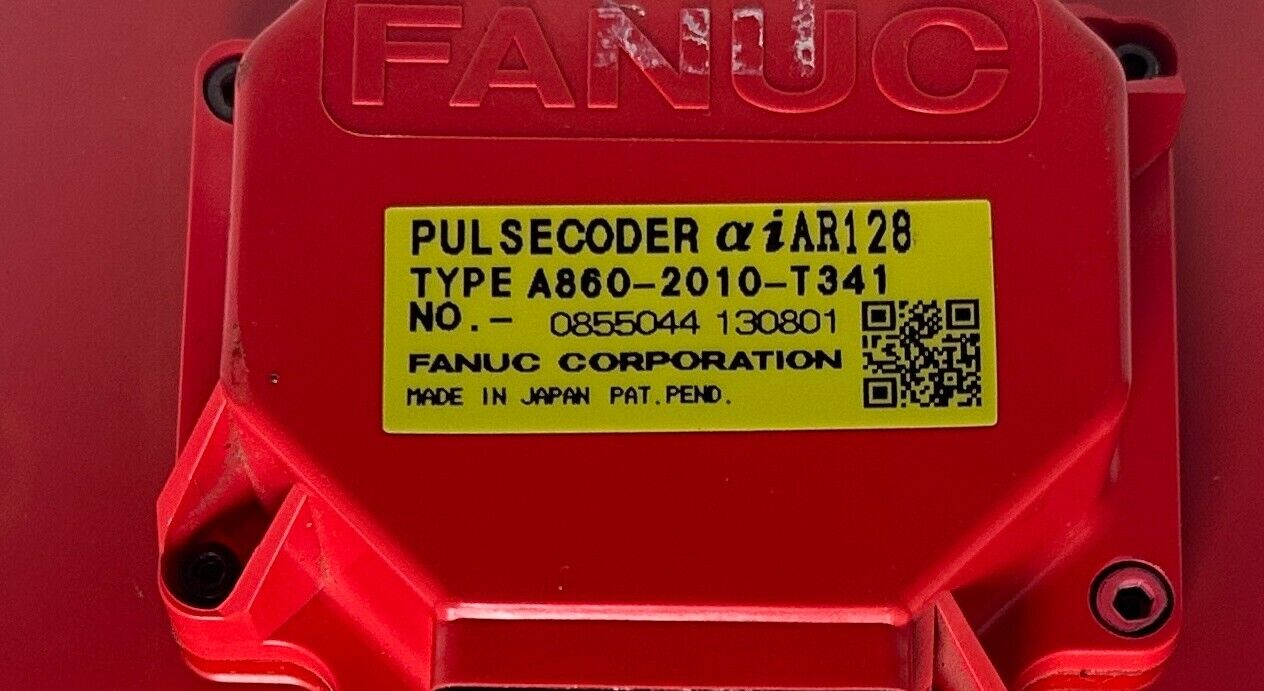 FANUC
PULSECODER αiAR128
TYPE A860-2010-T341
NO.- 0855044 130801
FANUC CORPORATION
MADE IN JAPAN PAT.PEND.